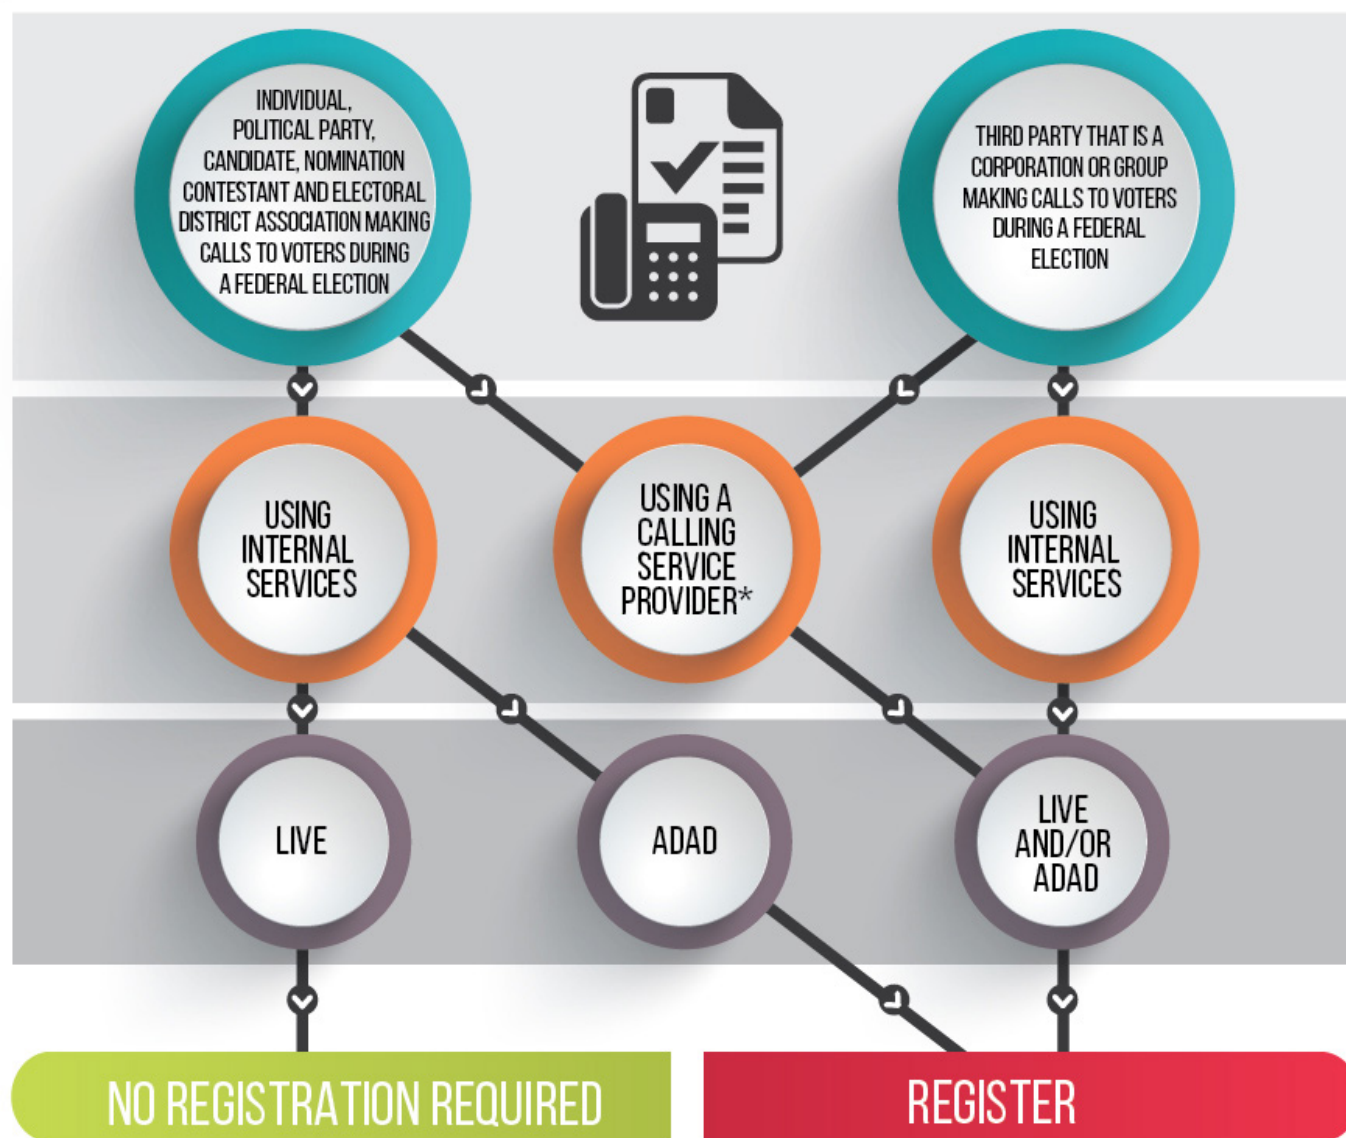 INDIVIDUAL,
POLITICAL PARTY,
CANDIDATE, NOMINATION
CONTESTANT AND ELECTORAL
DISTRICT ASSOCIATION MAKING
CALLS TO VOTERS DURING
A FEDERAL ELECTION
THIRD PARTY THAT IS A
CORPORATION OR GROUP
MAKING CALLS TO VOTERS
DURING A FEDERAL
ELECTION
USING
INTERNAL
SERVICES
USING A
CALLING
SERVICE
PROVIDER*
USING
INTERNAL
SERVICES
LIVE
ADAD
LIVE
AND/OR
ADAD
NO REGISTRATION REQUIRED
REGISTER